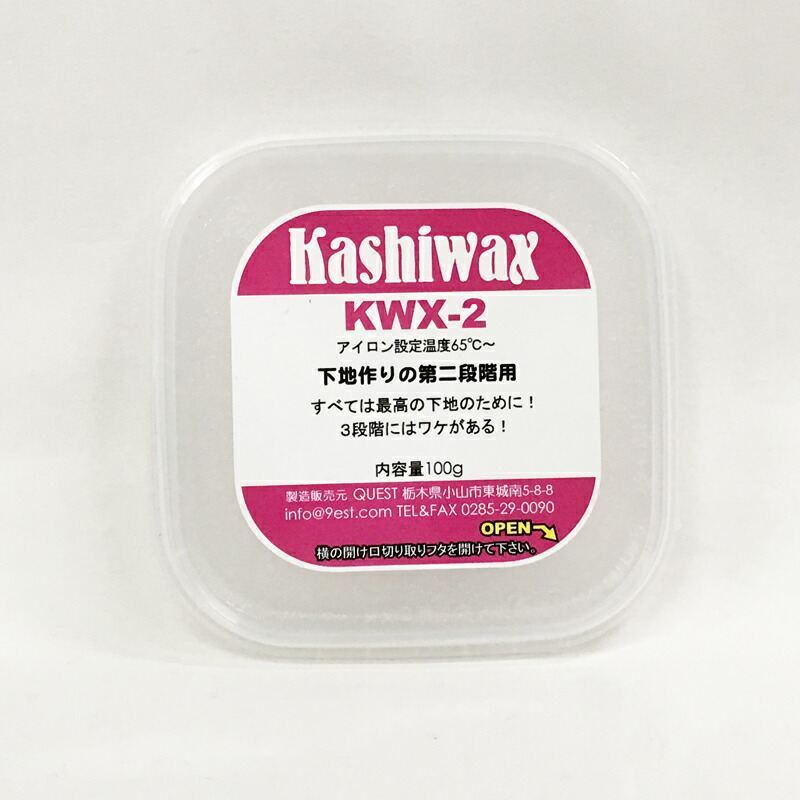 Kashiwax
KWX-2
アイロン設定温度65℃～
下地作りの第二段階用
すべては最高の下地のために！
3段階にはワケがある！
内容量100g
製造販売元 QUEST 栃木県小山市東城南5-8-8
info@9est.com TEL&FAX 0285-29-0090
OPEN
横の開け口切り取りフタを開けて下さい。